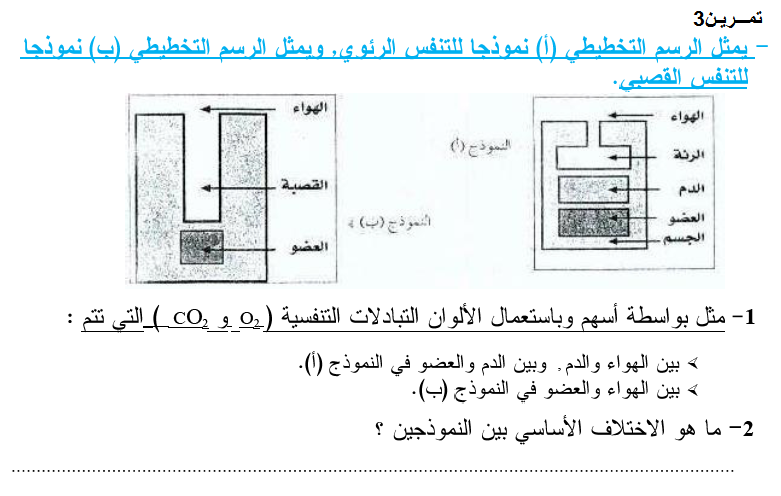 تمـــريـن3
– يمثل الرسم التخطيطي (أ) نموذجا للتنفس الرئوي, ويمثل الرسم التخطيطي (ب) نموذجا
للتنفس القصبي.
الهواء
القصبة
العضو
النموذج (ب)
النموذج (أ)
الهواء
الرئة
الدم
العضو
الجسم
1– مثل بواسطة أسهم وباستعمال الألوان التبادلات التنفسية ( O₂ و CO₂ ) التي تتم :
➢ بين الهواء والدم, وبين الدم والعضو في النموذج (أ).
➢ بين الهواء والعضو في النموذج (ب).
2– ما هو الاختلاف الأساسي بين النموذجين ؟